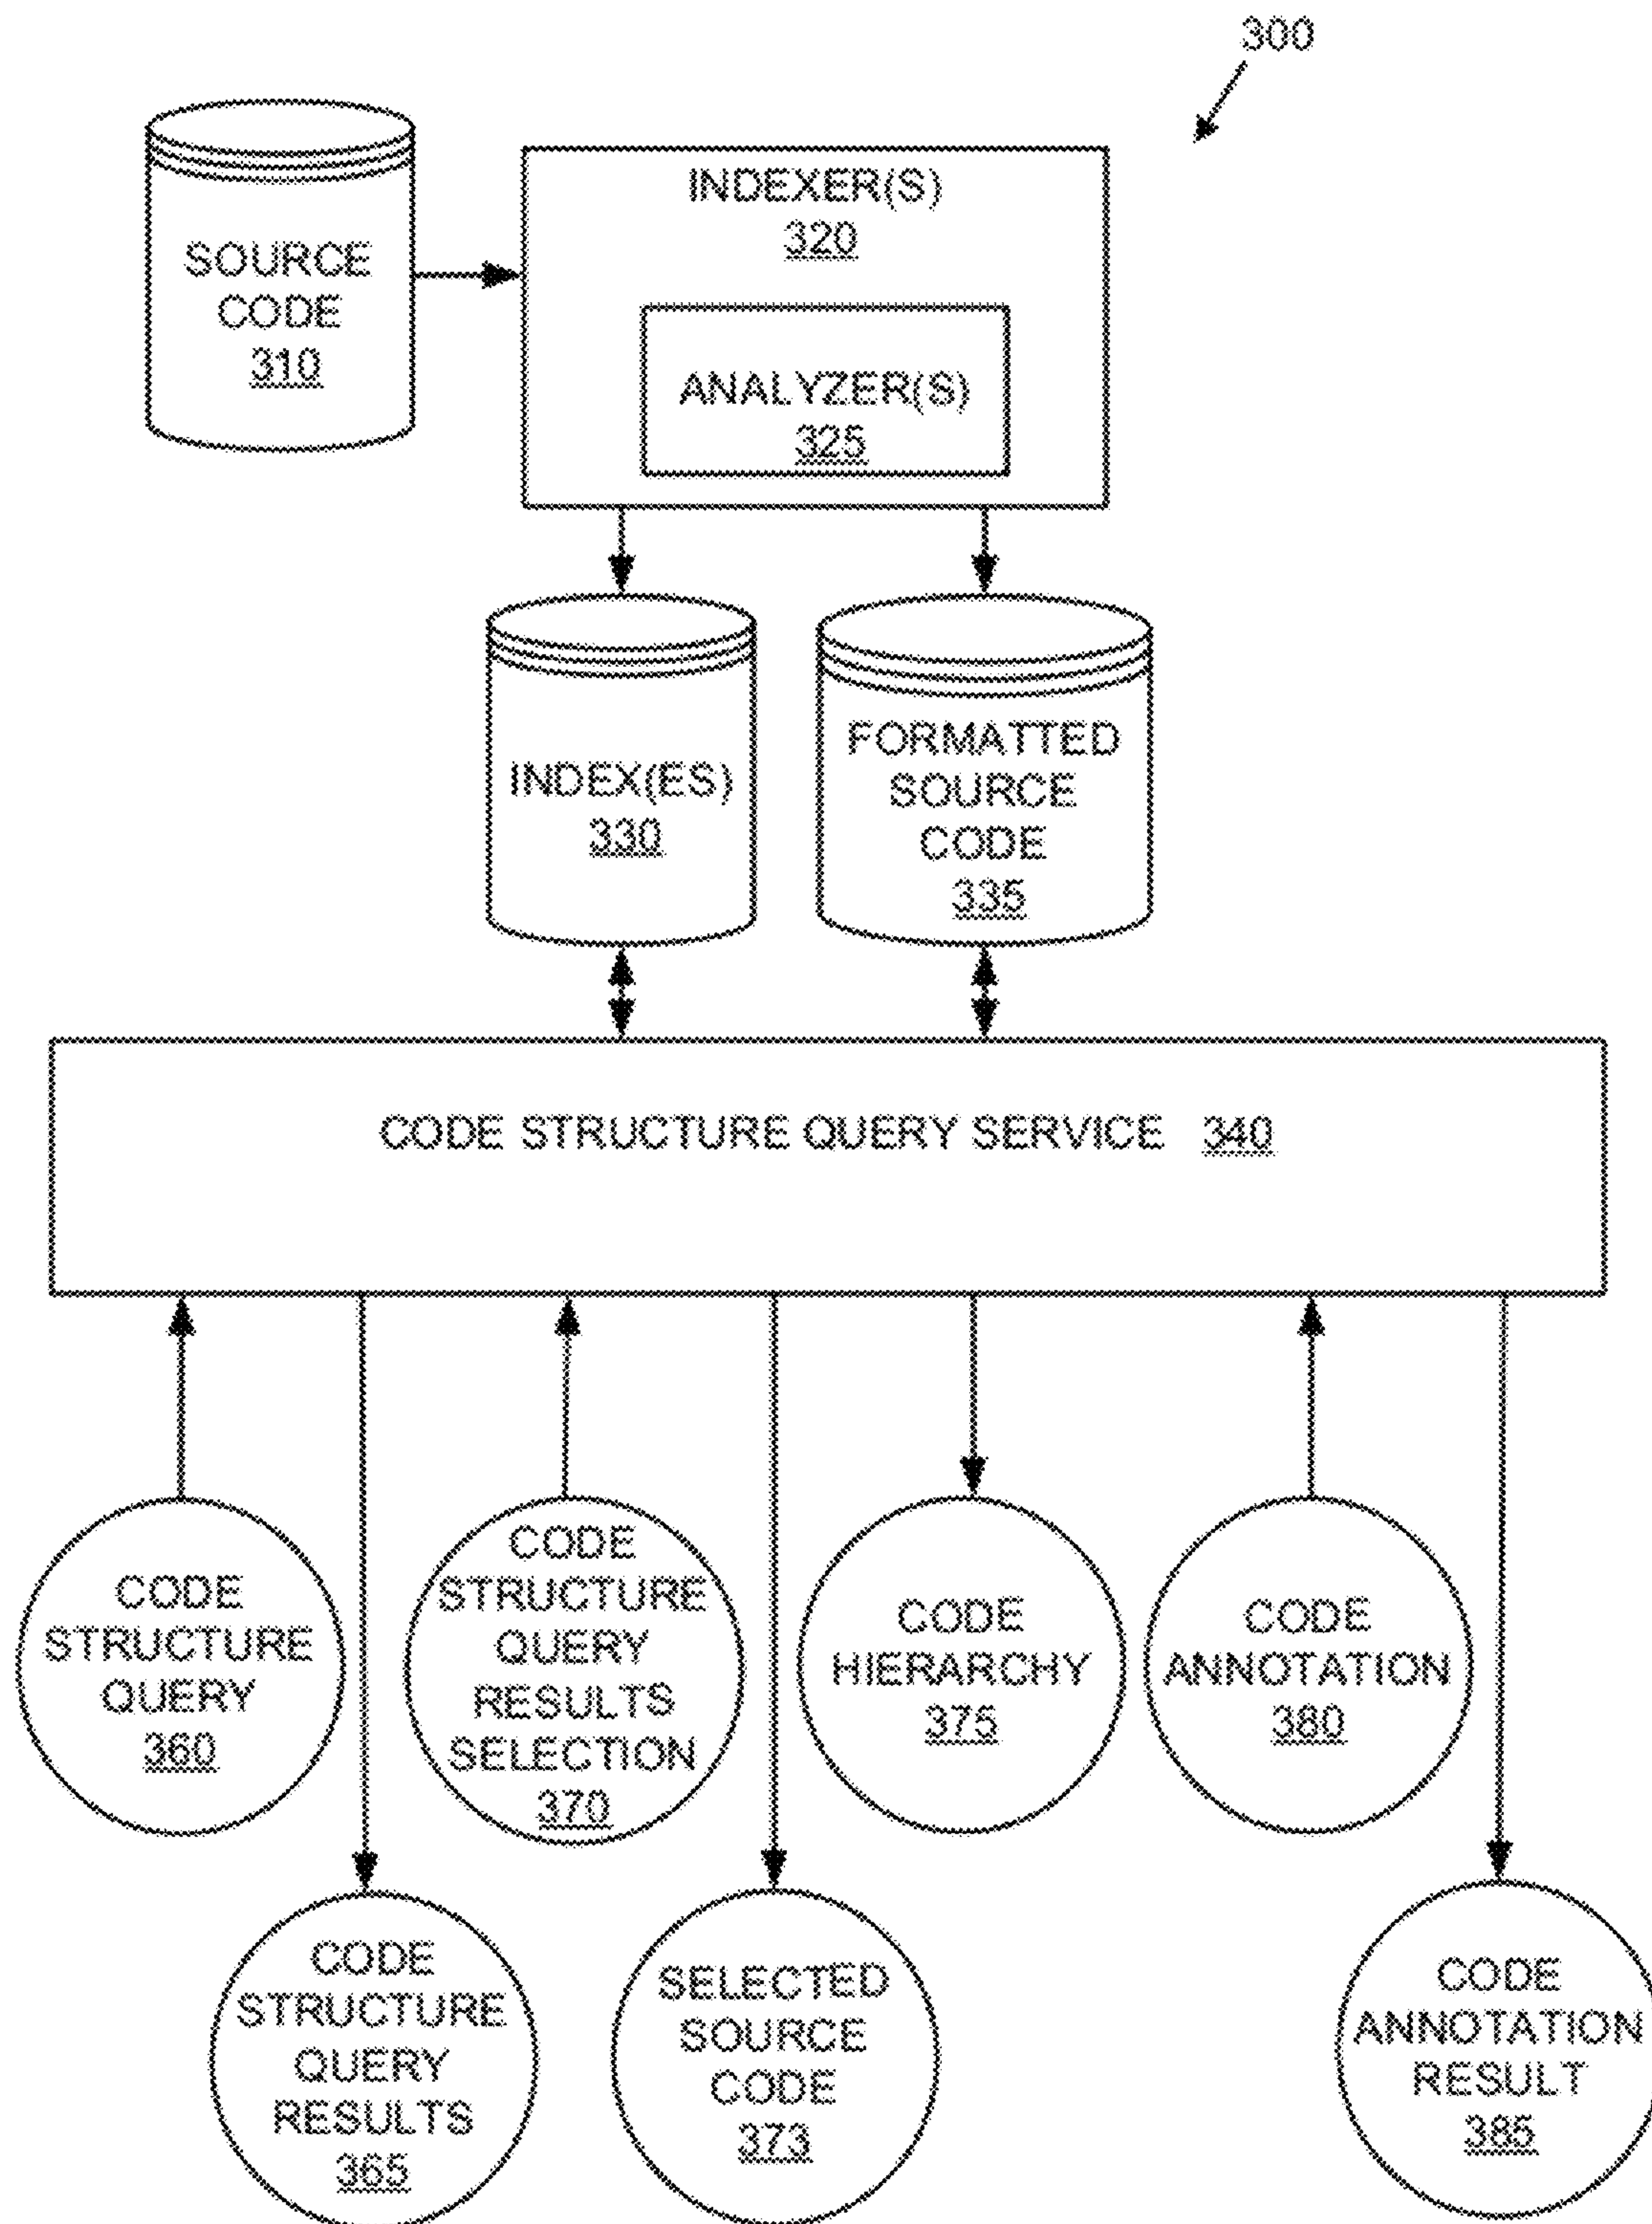 300
SOURCE
CODE
310
INDEXER(S)
320
ANALYZER(S)
325
INDEX(ES)
330
FORMATTED
SOURCE
CODE
335
CODE STRUCTURE QUERY SERVICE 340
CODE
STRUCTURE
QUERY
360
CODE
STRUCTURE
QUERY
RESULTS
SELECTION
370
CODE
HIERARCHY
375
CODE
ANNOTATION
380
CODE
STRUCTURE
QUERY
RESULTS
365
SELECTED
SOURCE
CODE
373
CODE
ANNOTATION
RESULT
385